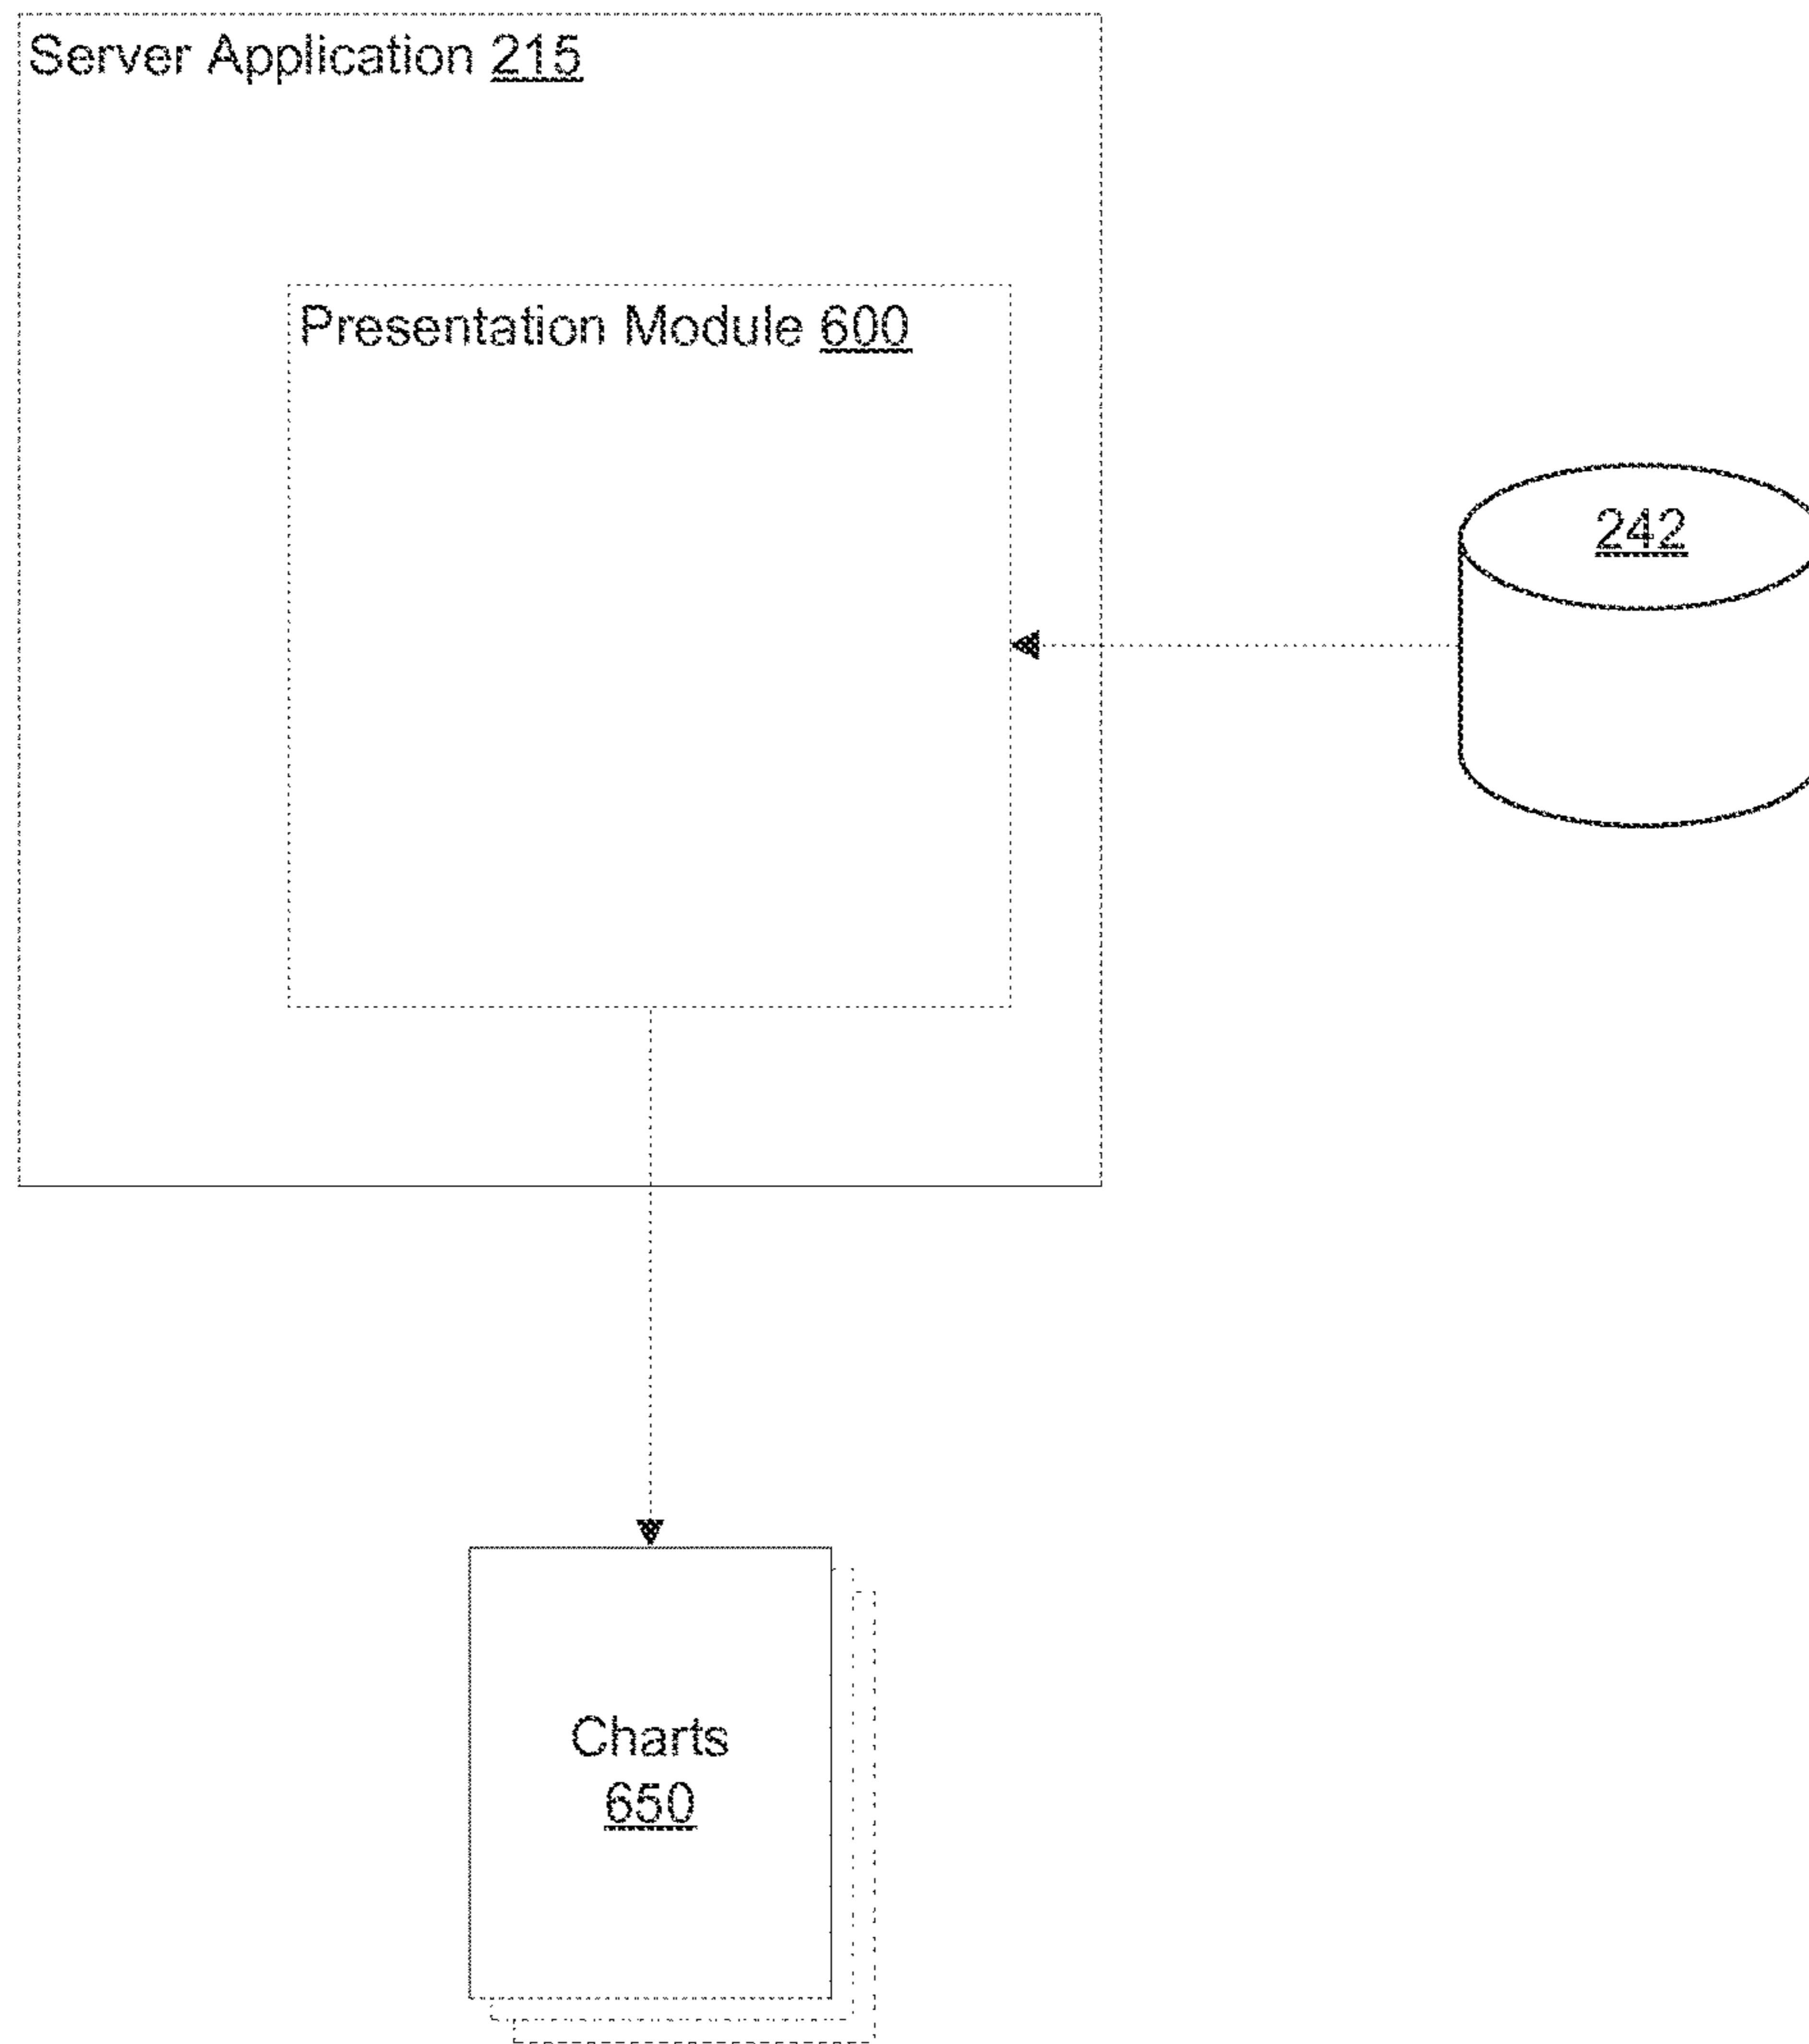 Server Application 215
Presentation Module 600
242
Charts
650